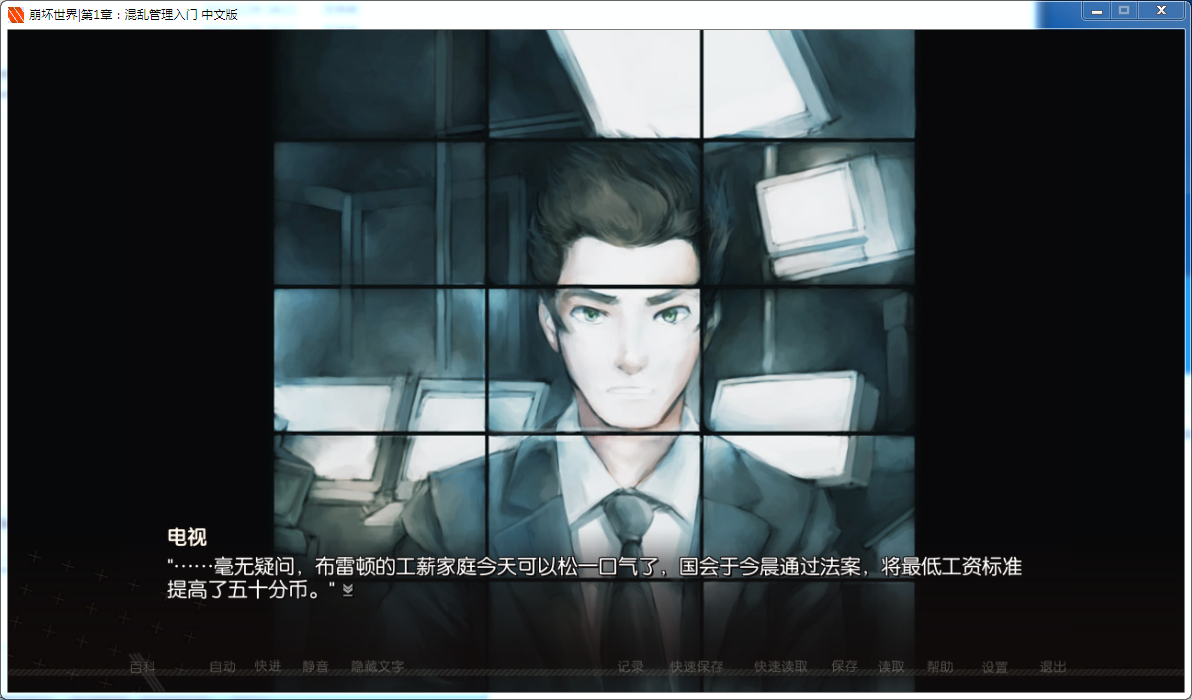 崩坏世界|第1章：混乱管理入门 中文版
电视
"……毫无疑问，布雷顿的工薪家庭今天可以松一口气了，国会于今晨通过法案，将最低工资标准
提高了五十分币。"
百科 自动 快进 静音 隐藏文字 记录 快速保存 快速读取 保存 读取 帮助 设置 退出